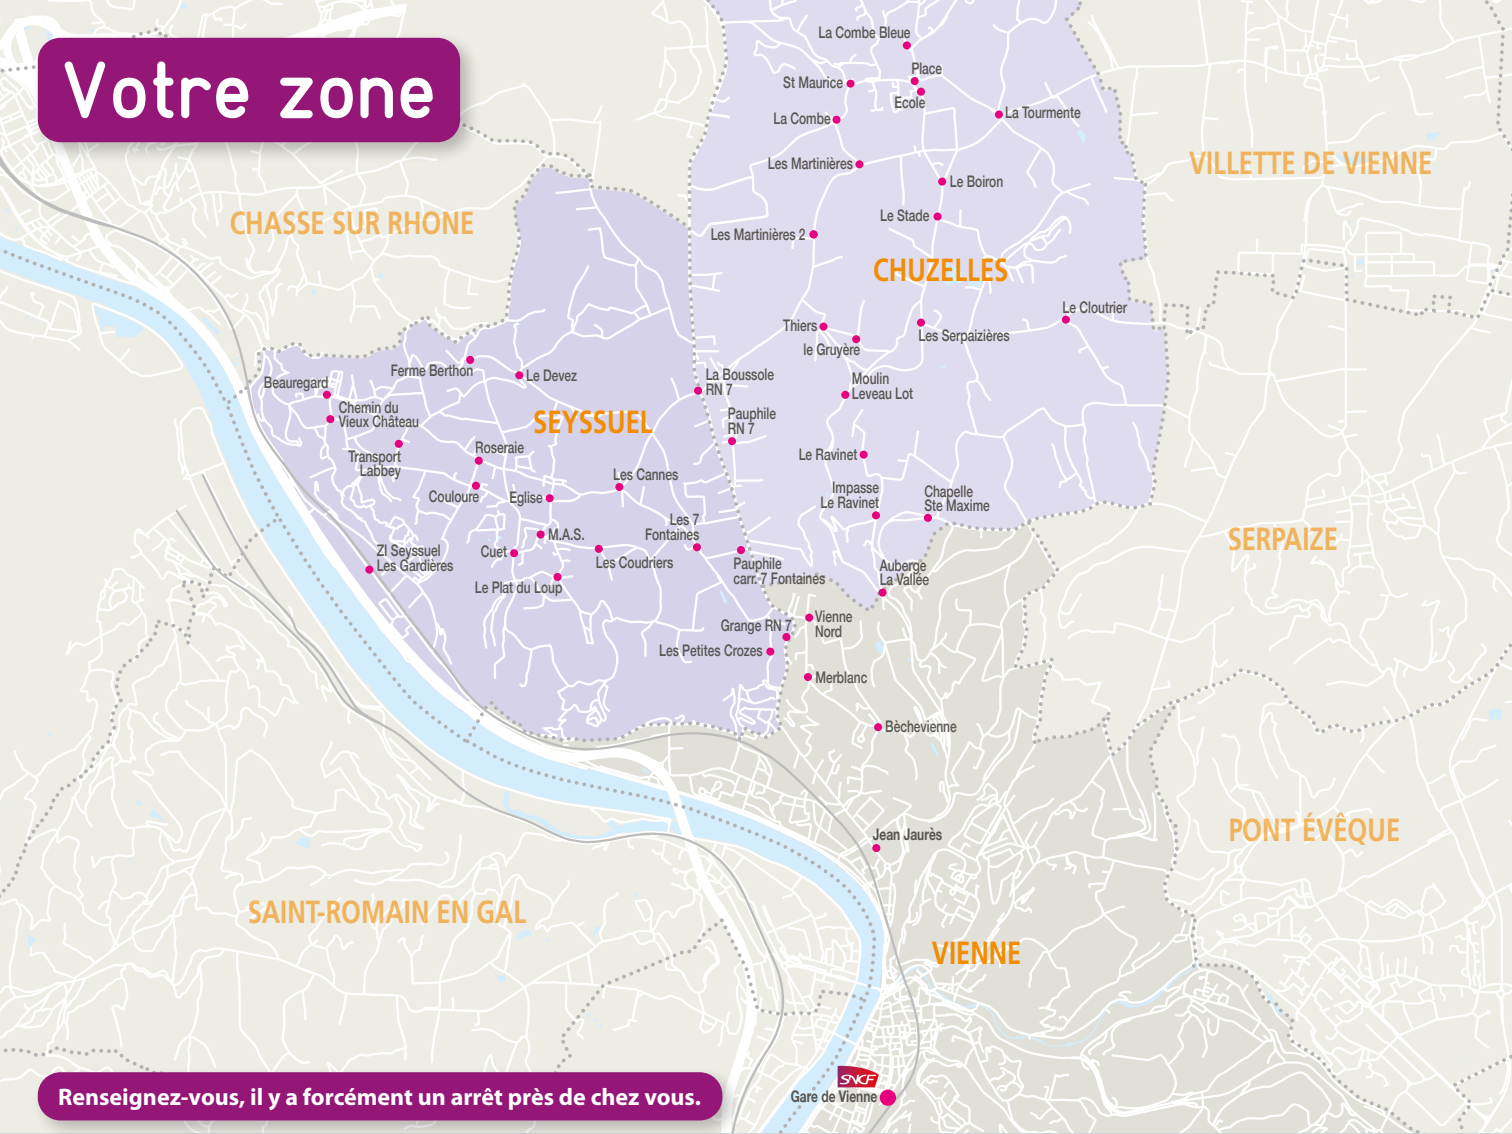 Votre zone
La Combe Bleue
Place
St Maurice
Ecole
La Combe
La Tourmente
Les Martinières
VILLETTE DE VIENNE
Le Boiron
CHASSE SUR RHONE
Le Stade
Les Martinières 2
CHUZELLES
Le Cloutrier
Thiers
Les Serpaizières
le Gruyère
Ferme Berthon
Le Devez
Beauregard
La Boussole
RN 7
Moulin
Leveau Lot
Chemin du
Vieux Château
SEYSSUEL
Pauphile
RN 7
Transport
Labbey
Roseraie
Le Ravinet
Les Cannes
Couloure
Eglise
Impasse
Le Ravinet
Chapelle
Ste Maxime
Les 7
Fontaines
M.A.S.
SERPAIZE
ZI Seyssuel
Les Gardières
Cuet
Les Coudriers
Pauphile
carr. 7 Fontaines
Auberge
La Vallée
Le Plat du Loup
Vienne
Nord
Grange RN 7
Les Petites Crozes
Merblanc
Bèchevienne
Jean Jaurès
PONT ÉVÊQUE
SAINT-ROMAIN EN GAL
VIENNE
SNCF
Gare de Vienne
Renseignez-vous, il y a forcément un arrêt près de chez vous.